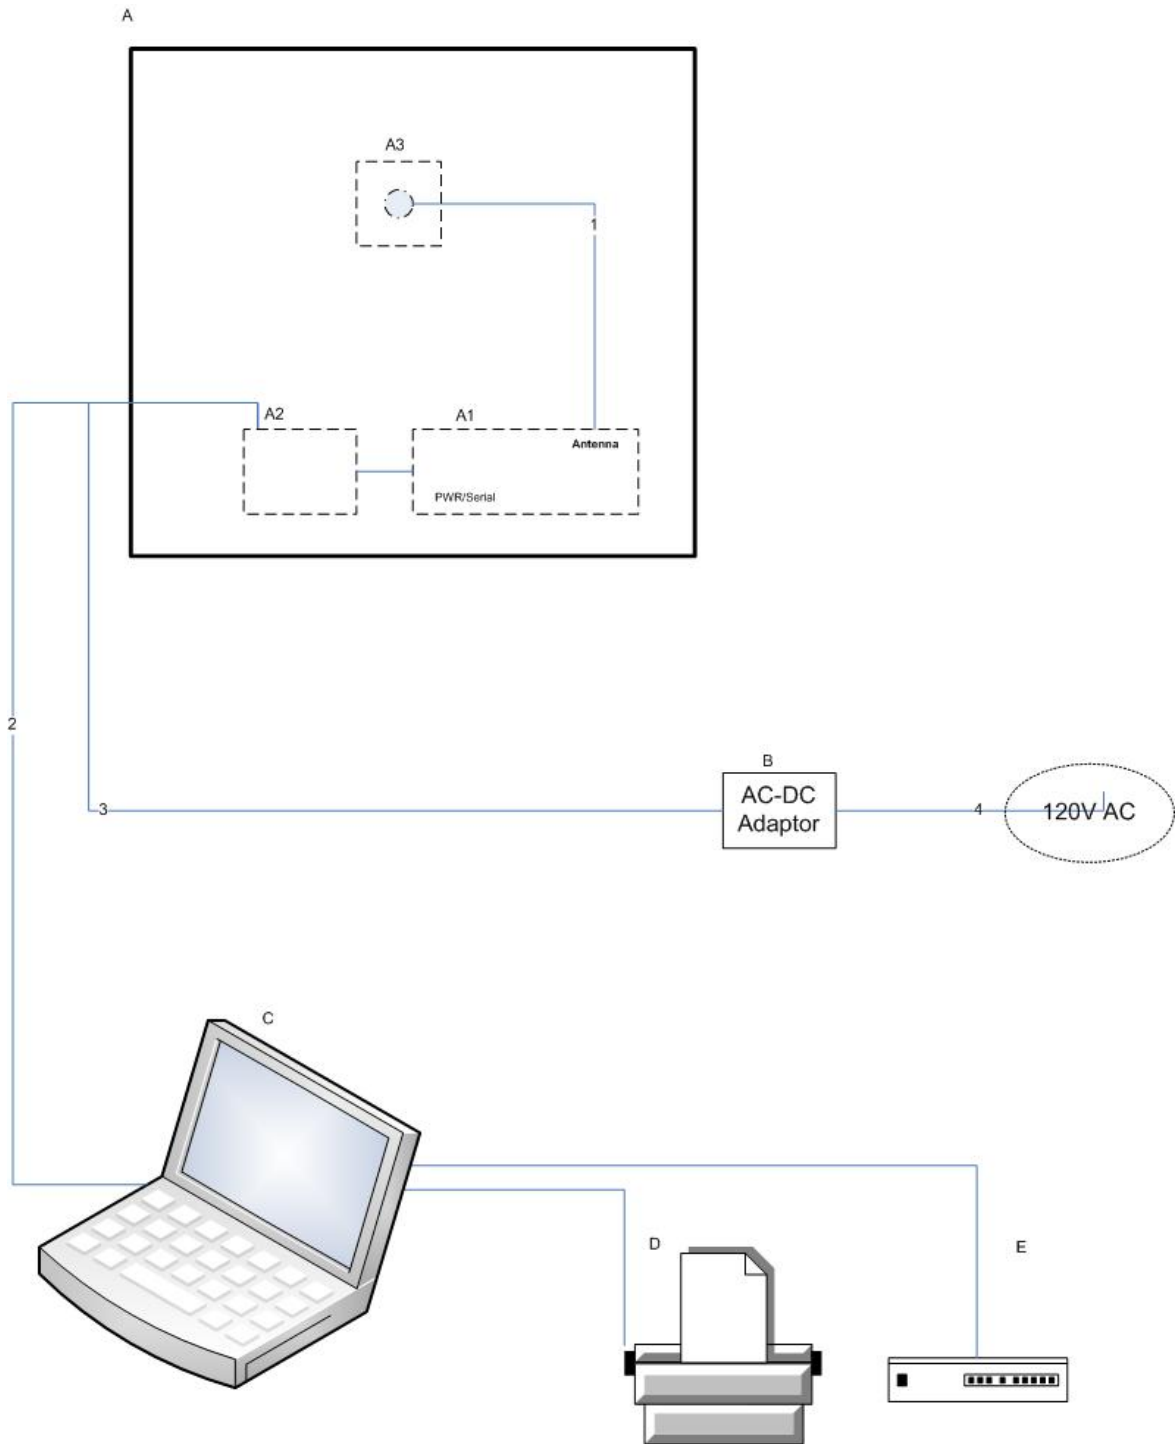 A
A3
1
A2
A1
Antenna
PWR/Serial
2
B
3
AC-DC
Adaptor
4
120V AC
C
D
E